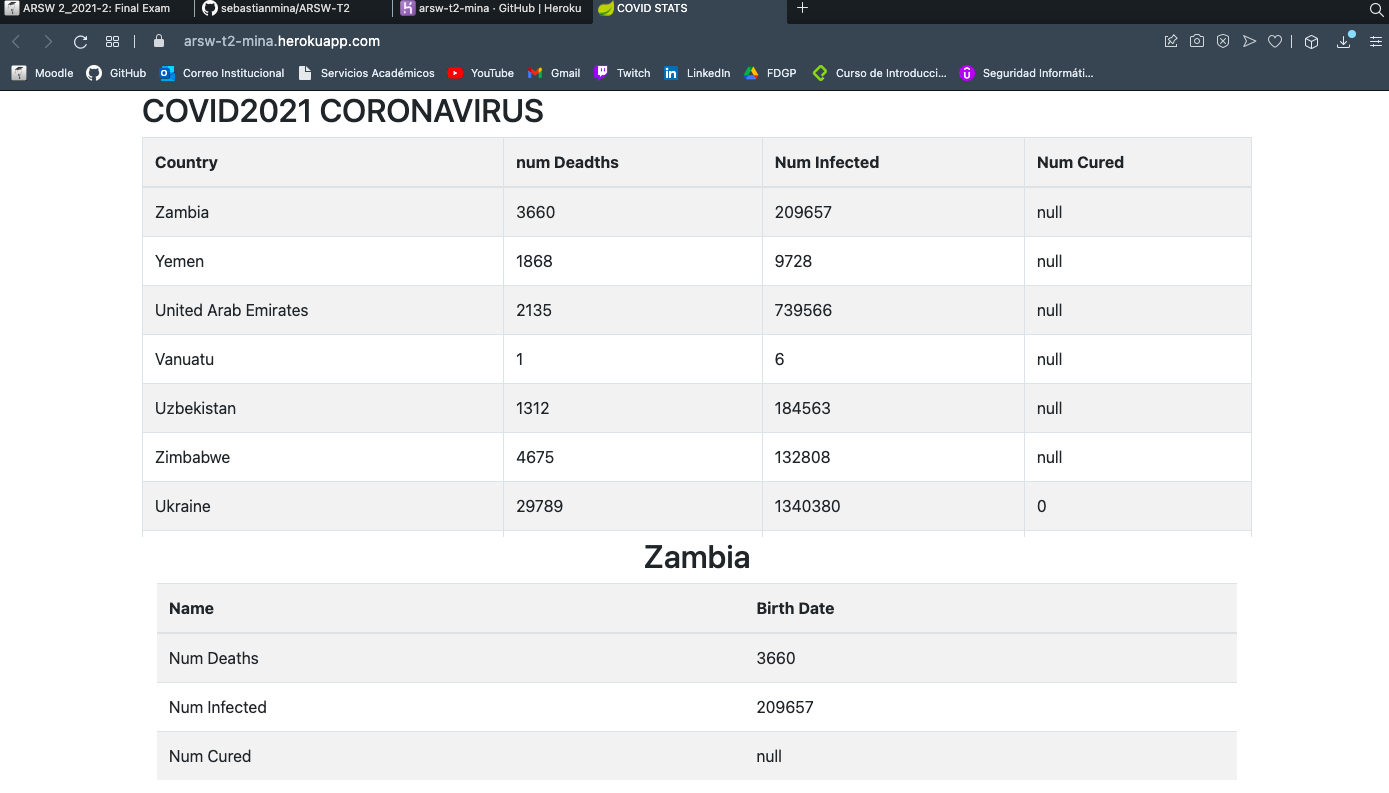 ARSW 2_2021-2: Final Exam sebastianmina/ARSW-T2 arsw-t2-mina · GitHub | Heroku COVID STATS
arsw-t2-mina.herokuapp.com
Moodle GitHub Correo Institucional Servicios Académicos YouTube Gmail Twitch LinkedIn FDGP Curso de Introducci... Seguridad Informáti...
COVID2021 CORONAVIRUS
Country num Deadths Num Infected Num Cured
Zambia 3660 209657 null
Yemen 1868 9728 null
United Arab Emirates 2135 739566 null
Vanuatu 1 6 null
Uzbekistan 1312 184563 null
Zimbabwe 4675 132808 null
Ukraine 29789 1340380 0
Zambia
Name Birth Date
Num Deaths 3660
Num Infected 209657
Num Cured null